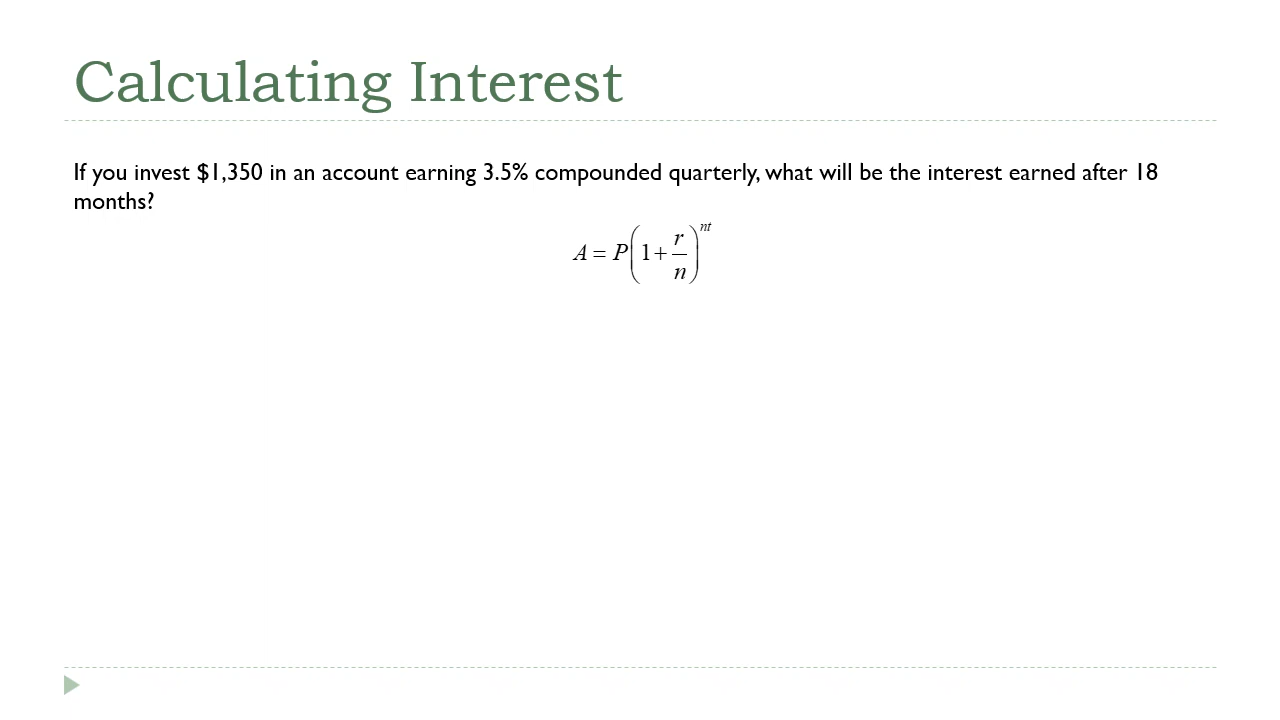 Calculating Interest
If you invest $1,350 in an account earning 3.5% compounded quarterly, what will be the interest earned after 18
months?
A = P(1 + r/n)^nt